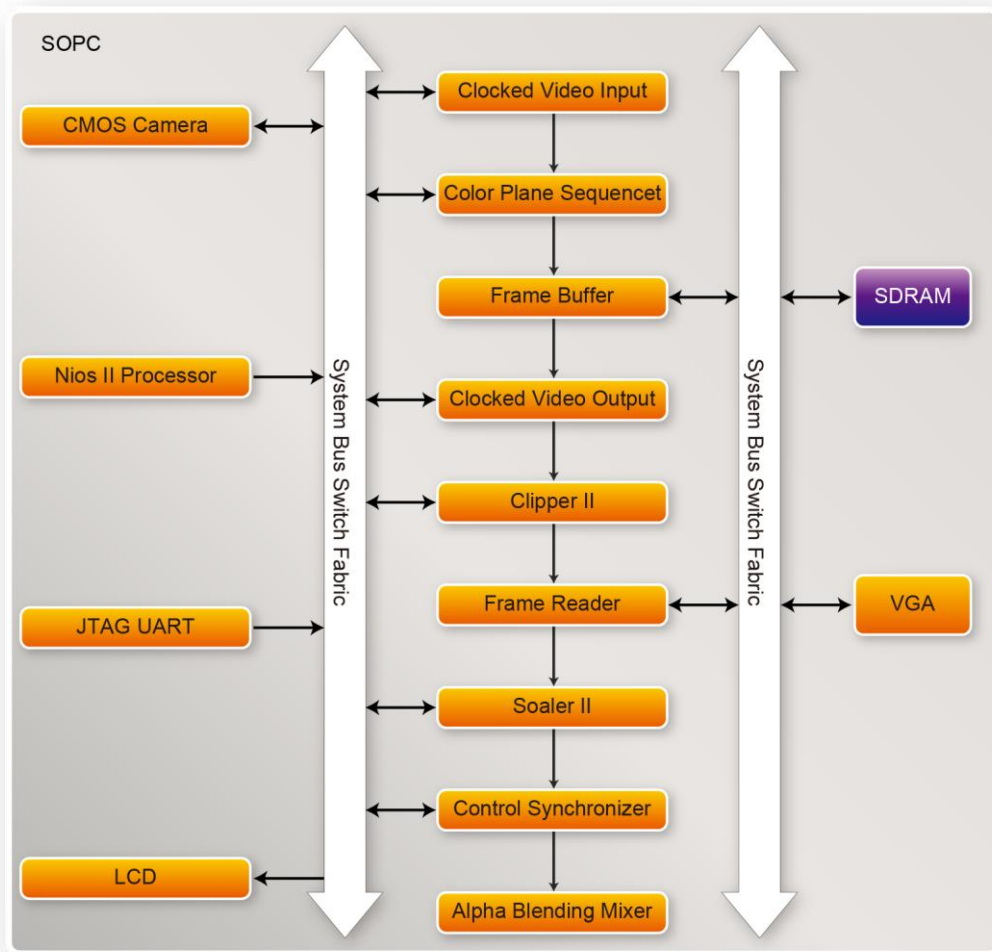 SOPC
CMOS Camera
Nios II Processor
JTAG UART
LCD
System Bus Switch Fabric
Clocked Video Input
Color Plane Sequencet
Frame Buffer
Clocked Video Output
Clipper II
Frame Reader
Soaler II
Control Synchronizer
Alpha Blending Mixer
System Bus Switch Fabric
SDRAM
VGA